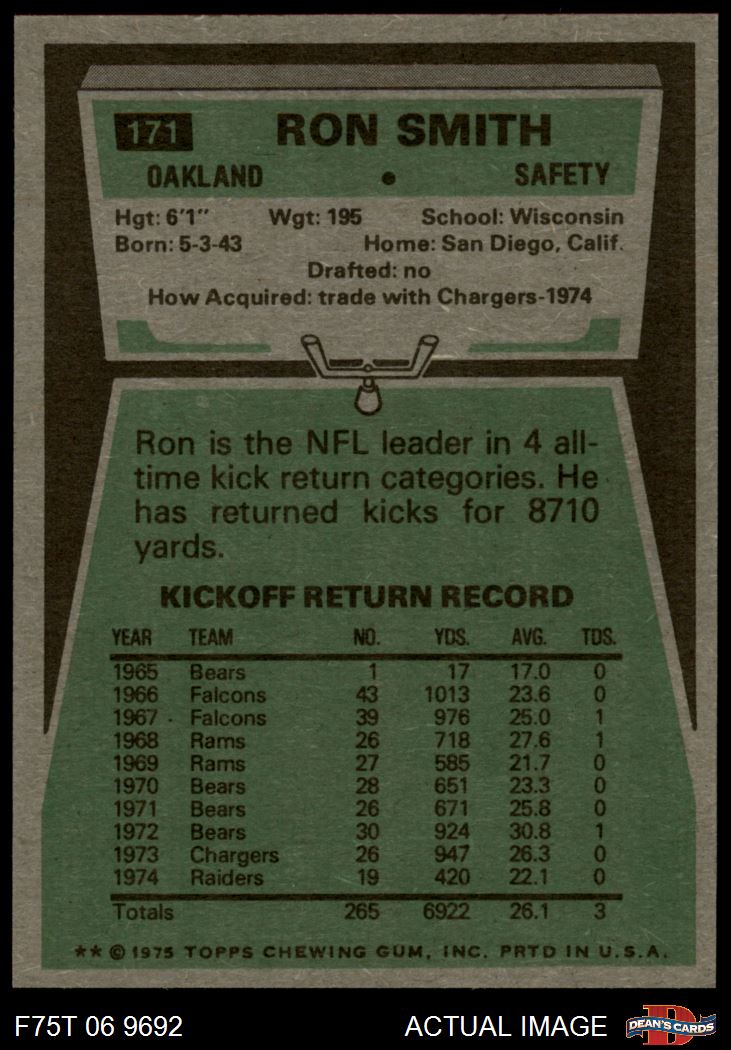 171 RON SMITH
OAKLAND • SAFETY
Hgt: 6'1" Wgt: 195 School: Wisconsin
Born: 5-3-43 Home: San Diego, Calif.
Drafted: no
How Acquired: trade with Chargers-1974
Ron is the NFL leader in 4 all-
time kick return categories. He
has returned kicks for 8710
yards.
KICKOFF RETURN RECORD
YEAR TEAM NO. YDS. AVG. TDS.
1965 Bears 1 17 17.0 0
1966 Falcons 43 1013 23.6 0
1967 Falcons 39 976 25.0 1
1968 Rams 26 718 27.6 1
1969 Rams 27 585 21.7 0
1970 Bears 28 651 23.3 0
1971 Bears 26 671 25.8 0
1972 Bears 30 924 30.8 1
1973 Chargers 26 947 26.3 0
1974 Raiders 19 420 22.1 0
Totals 265 6922 26.1 3
** © 1975 TOPPS CHEWING GUM, INC. PRTD IN U.S.A.
F75T 06 9692 ACTUAL IMAGE DEAN'S CARDS